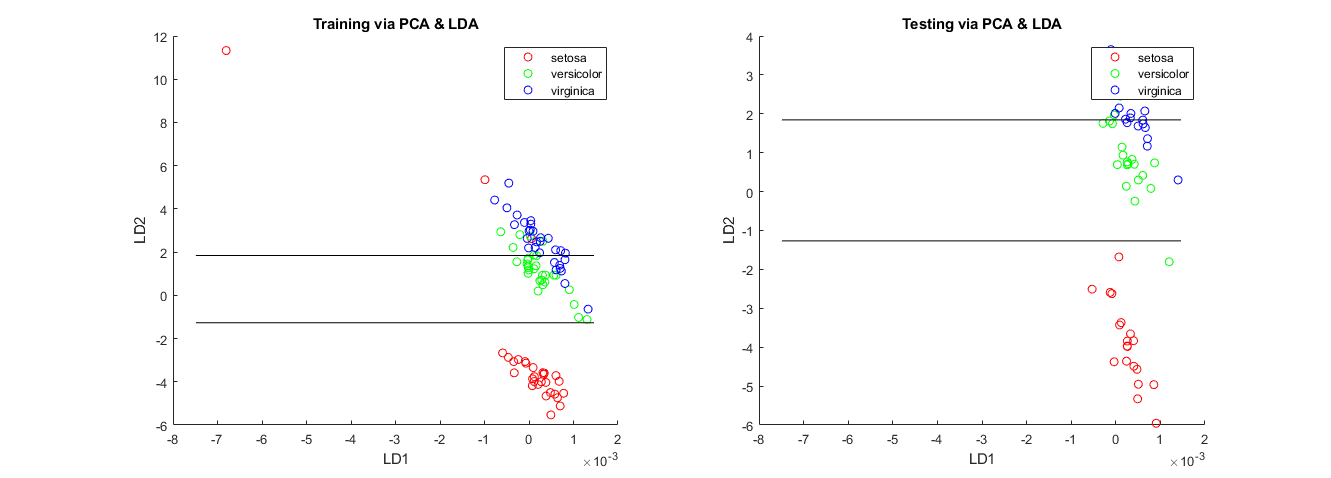 Training via PCA & LDA
12
10
8
6
4
2
0
-2
-4
-6
LD2
setosa
versicolor
virginica
-8 -7 -6 -5 -4 -3 -2 -1 0 1 2
LD1
×10⁻³
Testing via PCA & LDA
4
3
2
1
0
-1
-2
-3
-4
-5
-6
LD2
setosa
versicolor
virginica
-8 -7 -6 -5 -4 -3 -2 -1 0 1 2
LD1
×10⁻³